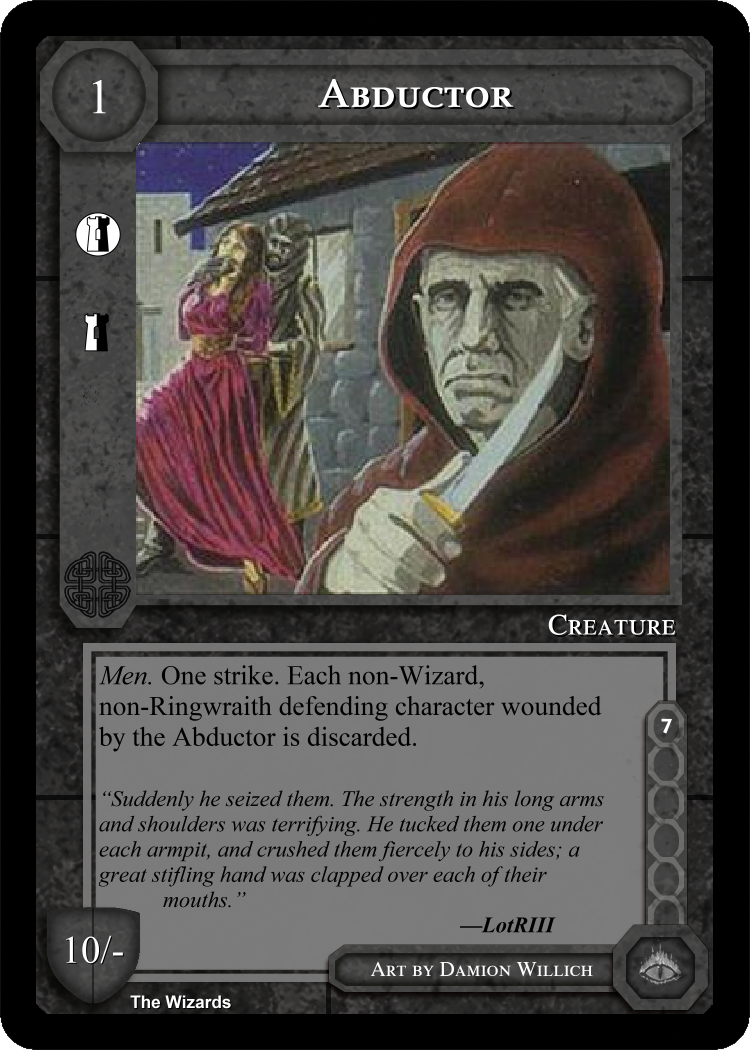 1
ABDUCTOR
CREATURE
Men. One strike. Each non-Wizard,
non-Ringwraith defending character wounded
by the Abductor is discarded.
7
“Suddenly he seized them. The strength in his long arms
and shoulders was terrifying. He tucked them one under
each armpit, and crushed them fiercely to his sides; a
great stifling hand was clapped over each of their
mouths.”
—LotRIII
10/-
ART BY DAMION WILLICH
The Wizards